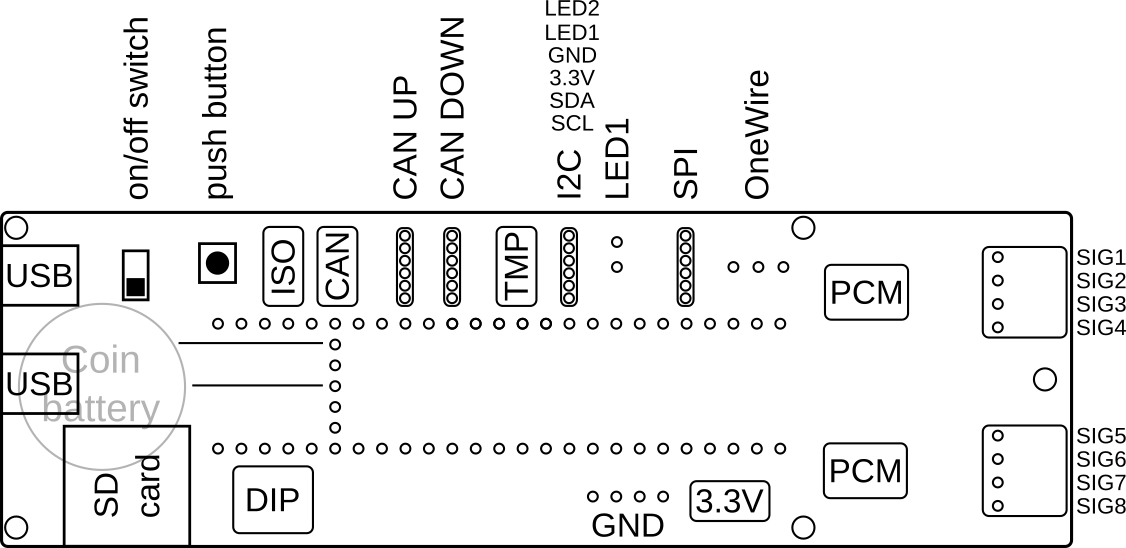 LED2
LED1
GND
3.3V
SDA
SCL
on/off switch
push button
CAN UP
CAN DOWN
I2C
LED1
SPI
OneWire
USB
ISO
CAN
TMP
PCM
SIG1
SIG2
SIG3
SIG4
Coin
battery
USB
SD
card
DIP
GND
3.3V
PCM
SIG5
SIG6
SIG7
SIG8